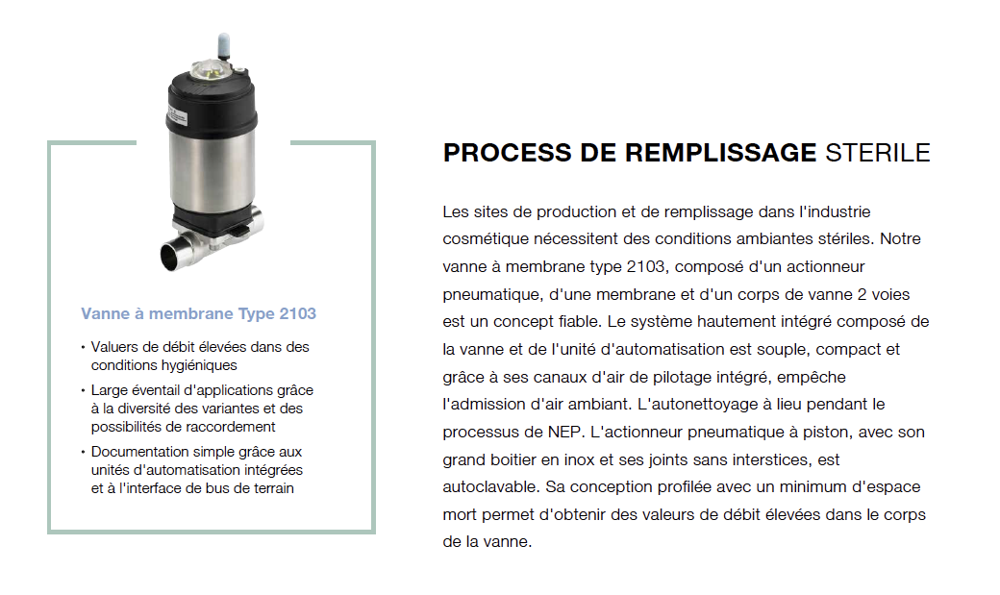 PROCESS DE REMPLISSAGE STERILE
Les sites de production et de remplissage dans l'industrie
cosmétique nécessitent des conditions ambiantes stériles. Notre
vanne à membrane type 2103, composé d'un actionneur
pneumatique, d'une membrane et d'un corps de vanne 2 voies
est un concept fiable. Le système hautement intégré composé de
la vanne et de l'unité d'automatisation est souple, compact et
grâce à ses canaux d'air de pilotage intégré, empêche
l'admission d'air ambiant. L'autonettoyage à lieu pendant le
processus de NEP. L'actionneur pneumatique à piston, avec son
grand boitier en inox et ses joints sans interstices, est
autoclavable. Sa conception profilée avec un minimum d'espace
mort permet d'obtenir des valeurs de débit élevées dans le corps
de la vanne.
Vanne à membrane Type 2103
• Valuers de débit élevées dans des
conditions hygiéniques
• Large éventail d'applications grâce
à la diversité des variantes et des
possibilités de raccordement
• Documentation simple grâce aux
unités d'automatisation intégrées
et à l'interface de bus de terrain